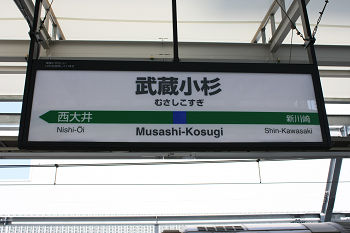 武蔵小杉
むさしこすぎ
西大井
新川崎
Nishi-Ōi
Musashi-Kosugi
Shin-Kawasaki